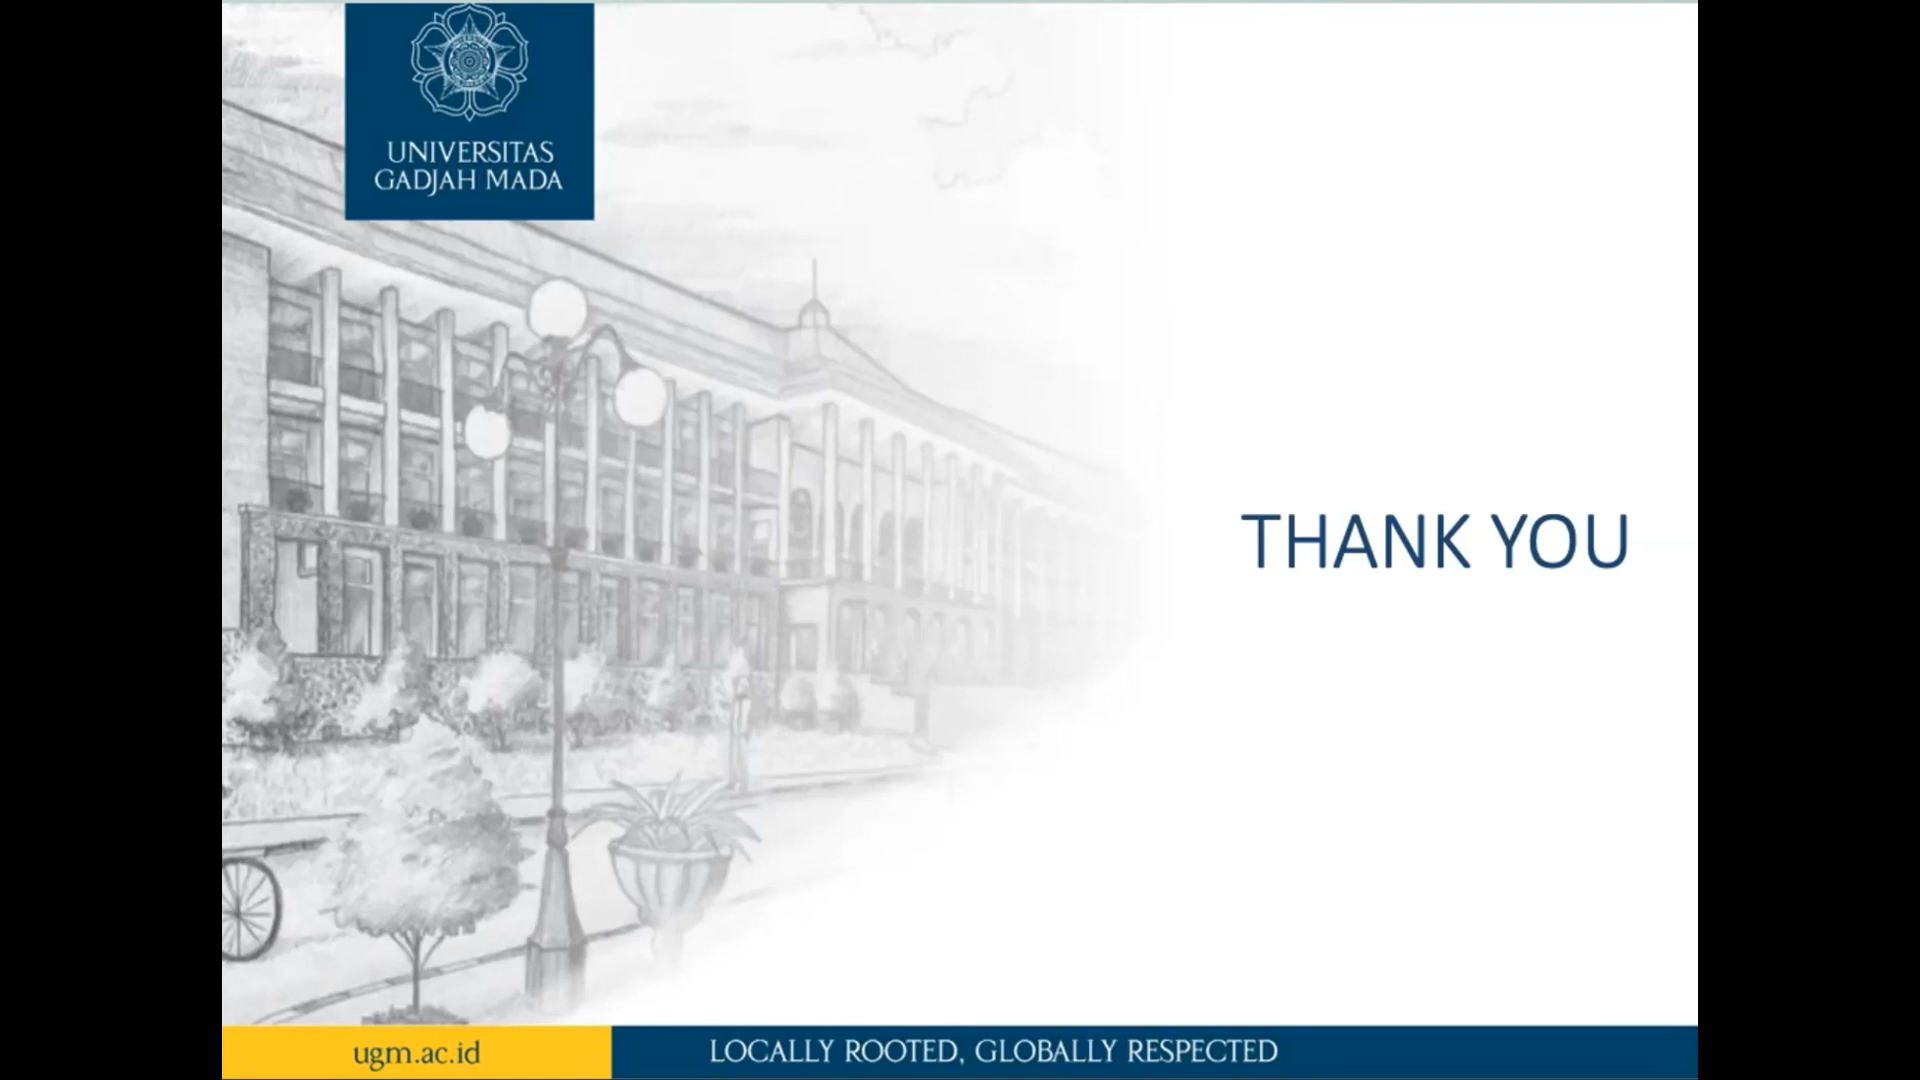 UNIVERSITAS
GADJAH MADA
THANK YOU
ugm.ac.id
LOCALLY ROOTED, GLOBALLY RESPECTED